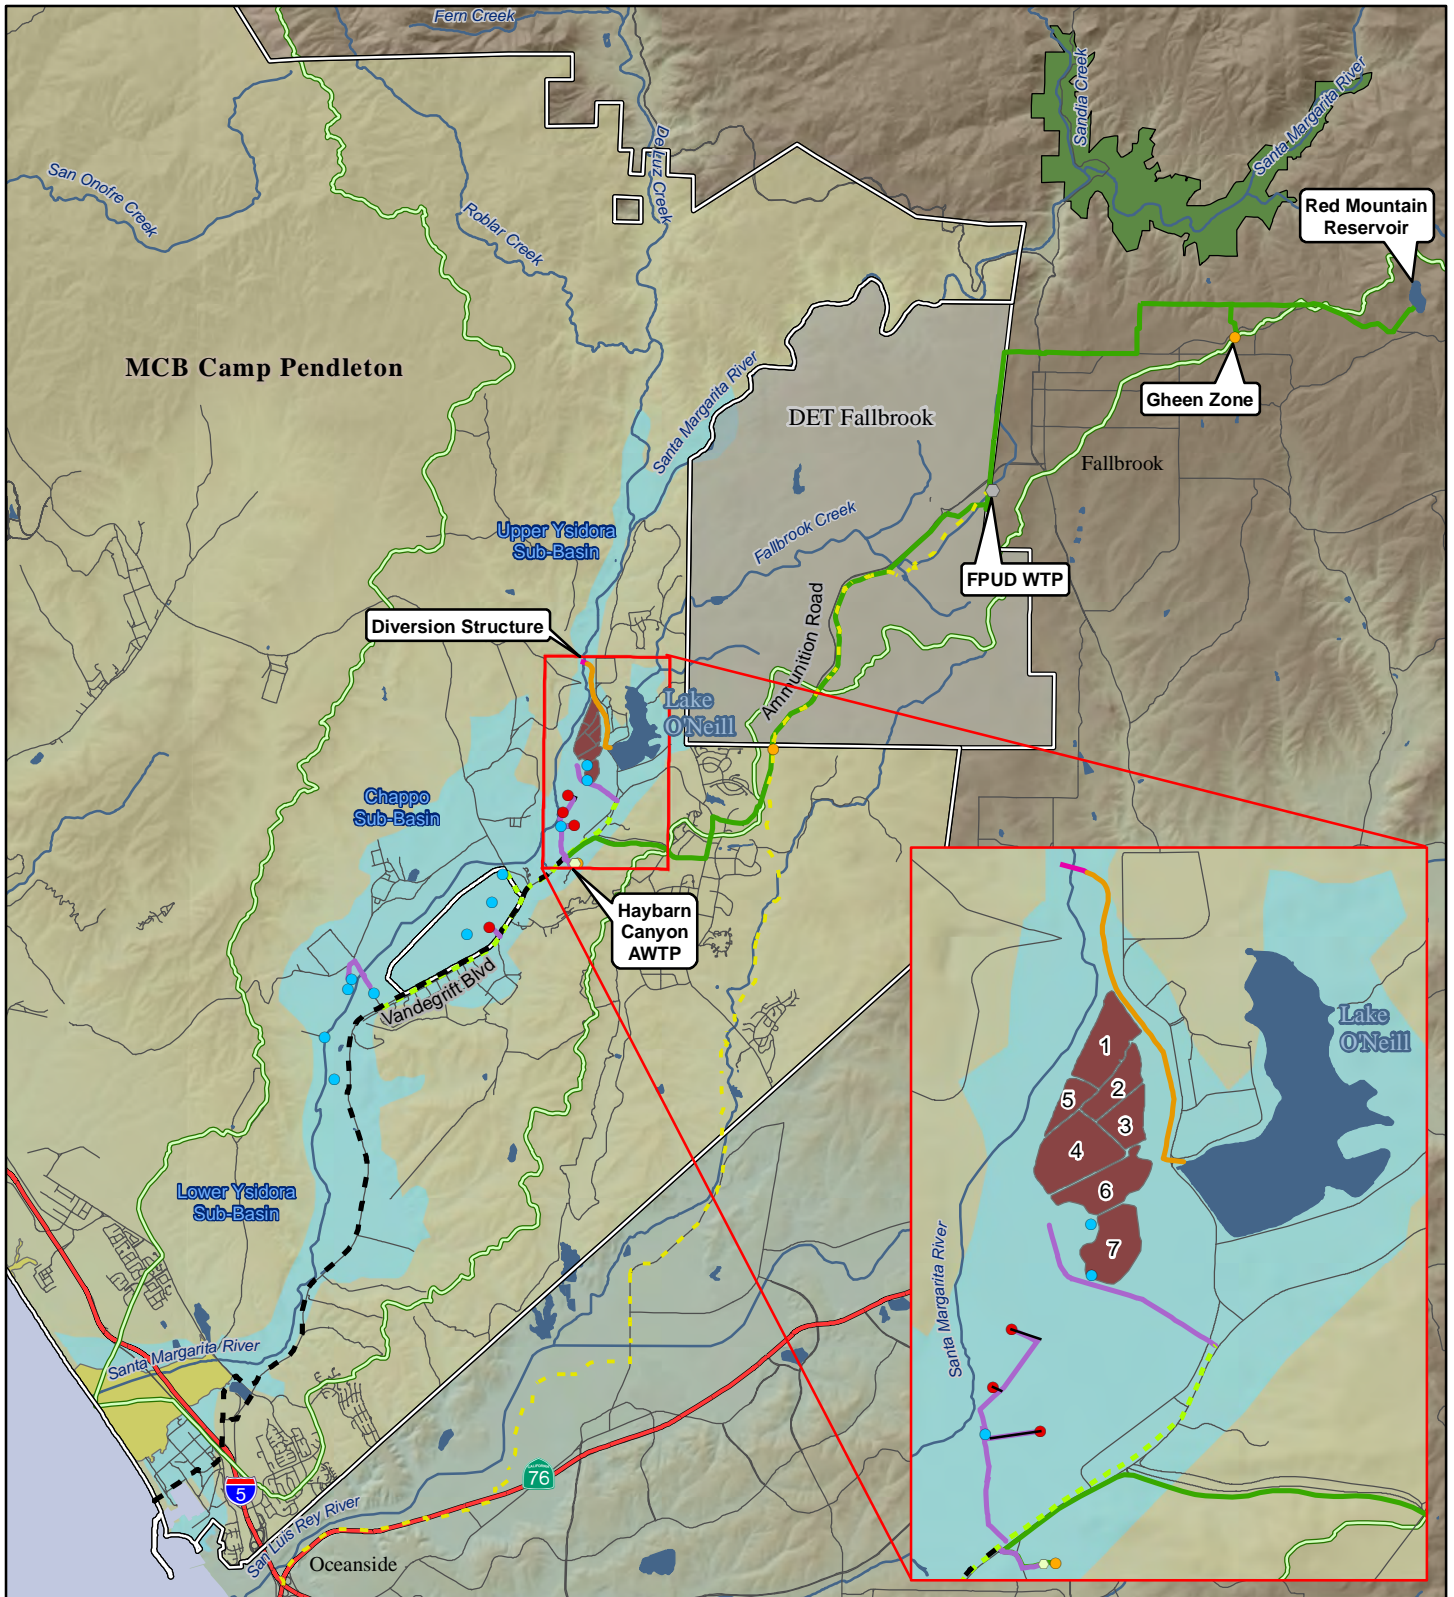 Fern Creek
Sandia Creek
Santa Margarita River
De Luz Creek
San Onofre Creek
Roblar Creek
Red Mountain
Reservoir
MCB Camp Pendleton
Santa Margarita River
DET Fallbrook
Gheen Zone
Fallbrook
Upper Ysidora
Sub-Basin
Fallbrook Creek
FPUD WTP
Diversion Structure
Ammunition Road
Lake
O'Neill
Chappo
Sub-Basin
Haybarn
Canyon
AWTP
Vandegrift Blvd
Lake
O'Neill
1
2
5
3
4
6
7
Santa Margarita River
Lower Ysidora
Sub-Basin
Santa Margarita River
CALIFORNIA
76
5
San Luis Rey River
Oceanside